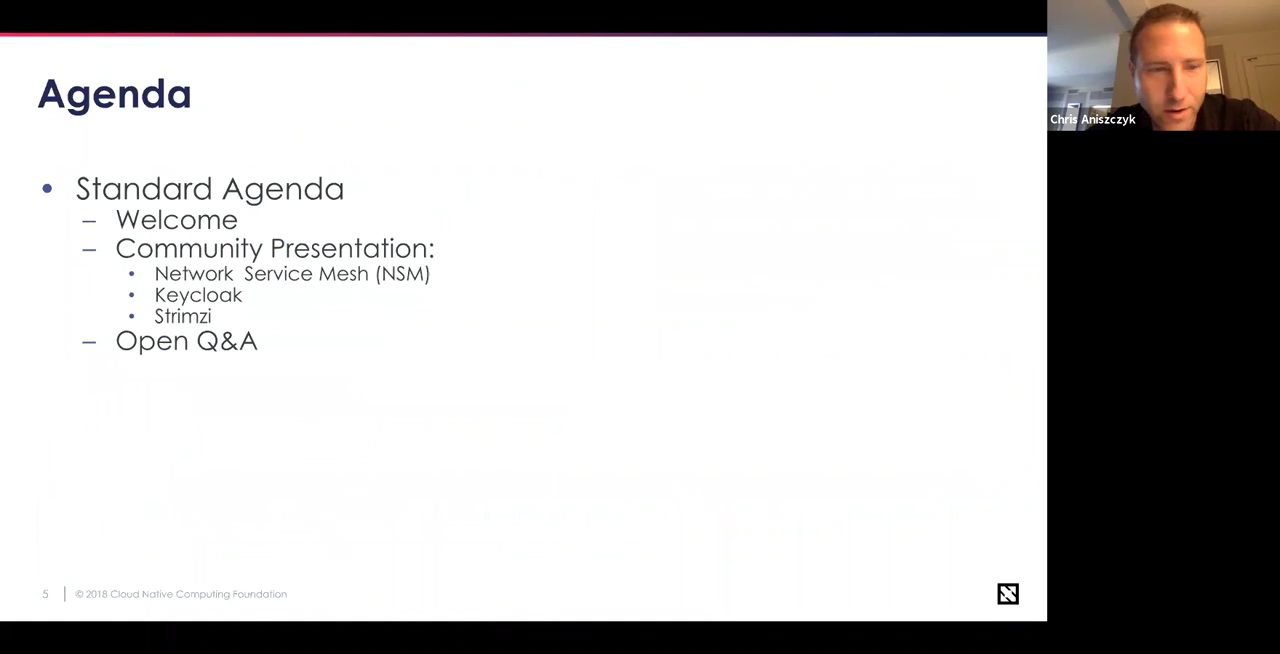 Agenda
• Standard Agenda
– Welcome
– Community Presentation:
• Network  Service Mesh (NSM)
• Keycloak
• Strimzi
– Open Q&A
5 | © 2018 Cloud Native Computing Foundation
Chris Aniszczyk